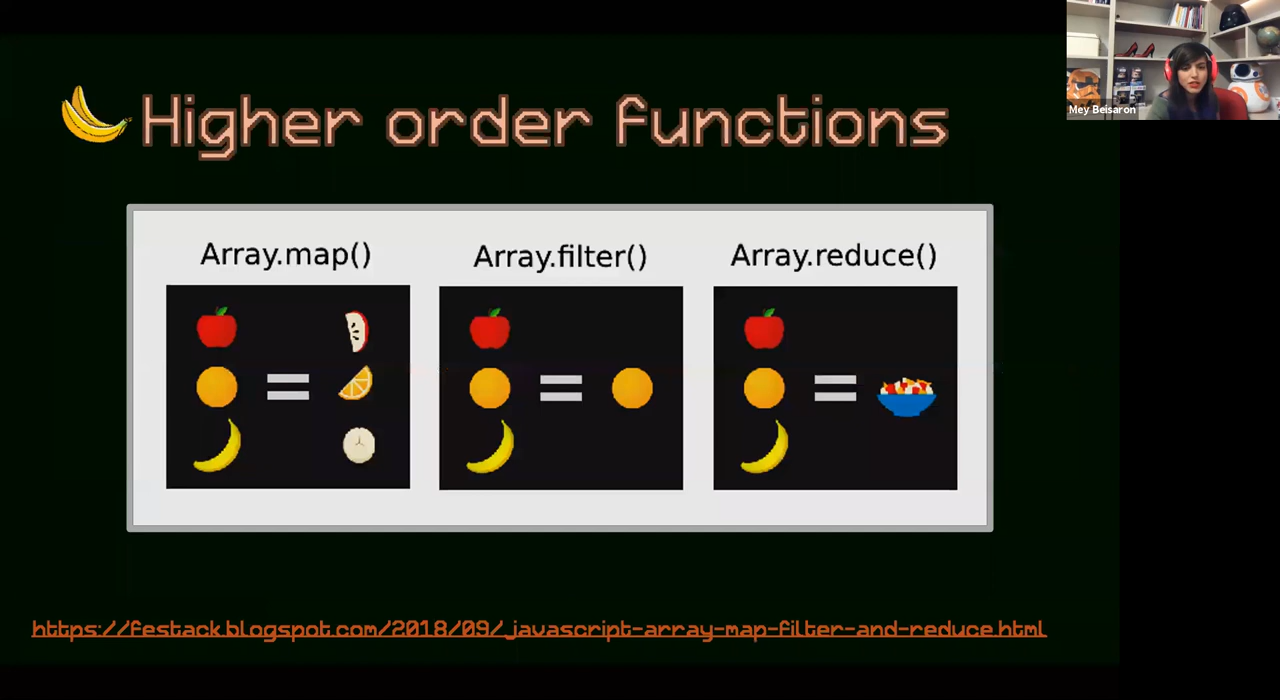 Higher order functions
Mey Beisaron
Array.map()
Array.filter()
Array.reduce()
https://festack.blogspot.com/2018/09/javascript-array-map-filter-and-reduce.html